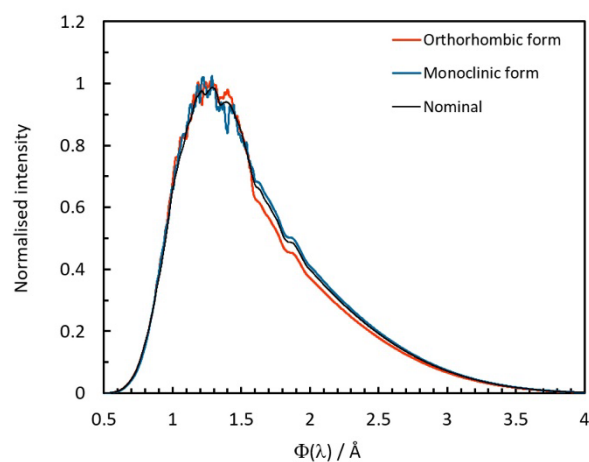 1.2
1
0.8
0.6
0.4
0.2
0
Normalised intensity
Orthorhombic form
Monoclinic form
Nominal
0.5 1 1.5 2 2.5 3 3.5 4
Φ(λ) / Å